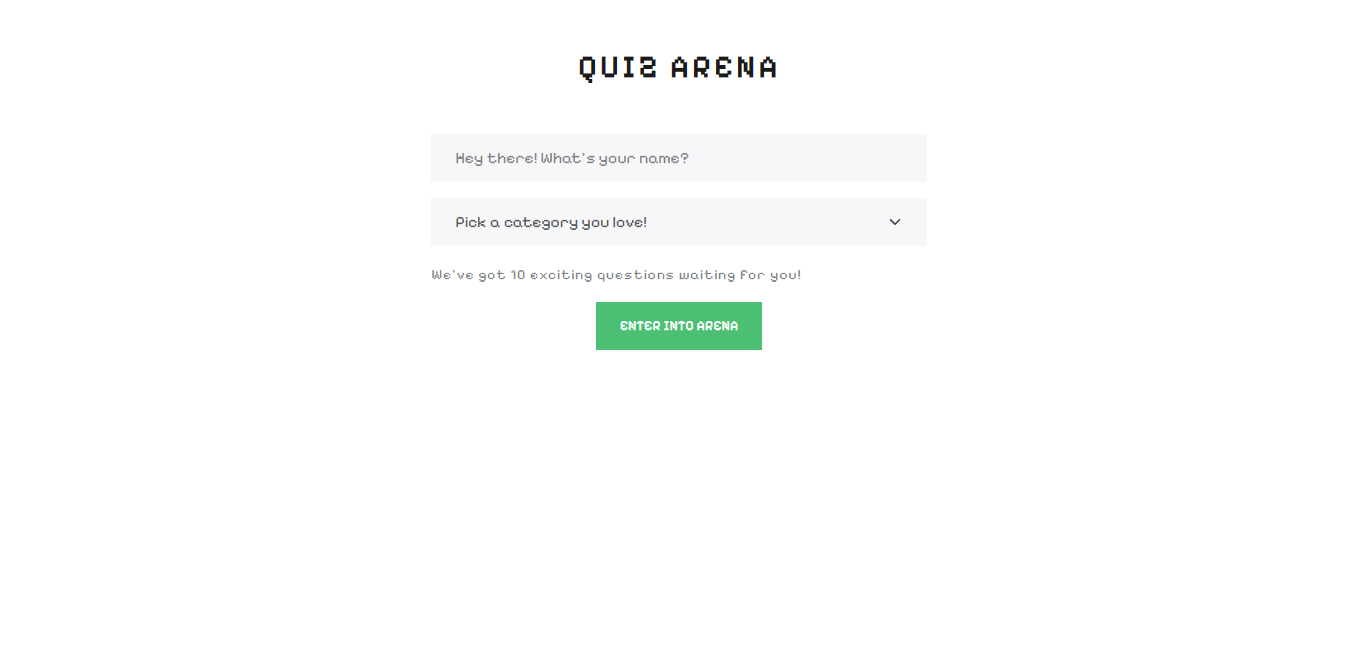 QUIZ ARENA
Hey there! What's your name?
Pick a category you love!
We've got 10 exciting questions waiting for you!
ENTER INTO ARENA